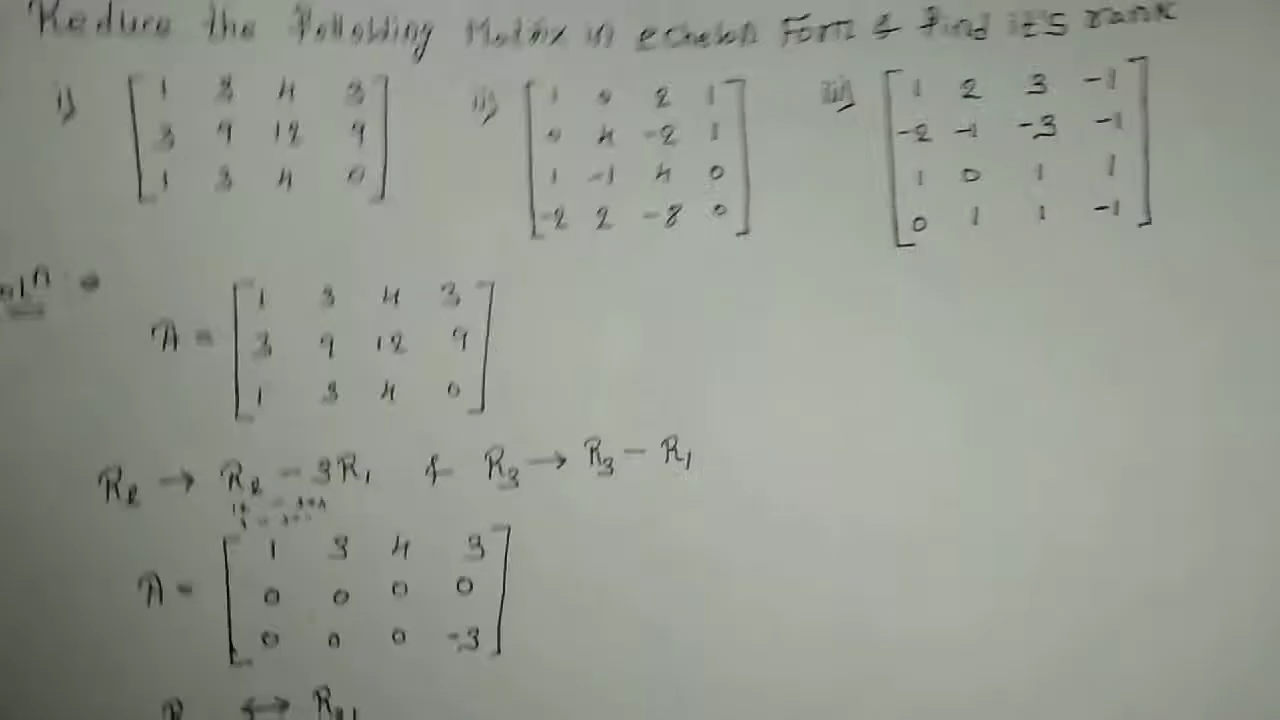 Reduce the Following Matrix in echelon Form & Find it's rank
i) [1 3 4 3 ii) [1 0 2 1 iii) [1 2 3 -1
3 9 12 9 0 4 -2 1 -2 -1 -3 -1
1 3 4 0] 1 -1 4 0 1 0 1 1
-2 2 -8 0] 0 1 1 -1]
Soln
A = [1 3 4 3
3 9 12 9
1 3 4 0]
R2 → R2 - 3R1 & R3 → R3 - R1
A = [1 3 4 3
0 0 0 0
0 0 0 -3]
R ↔ R